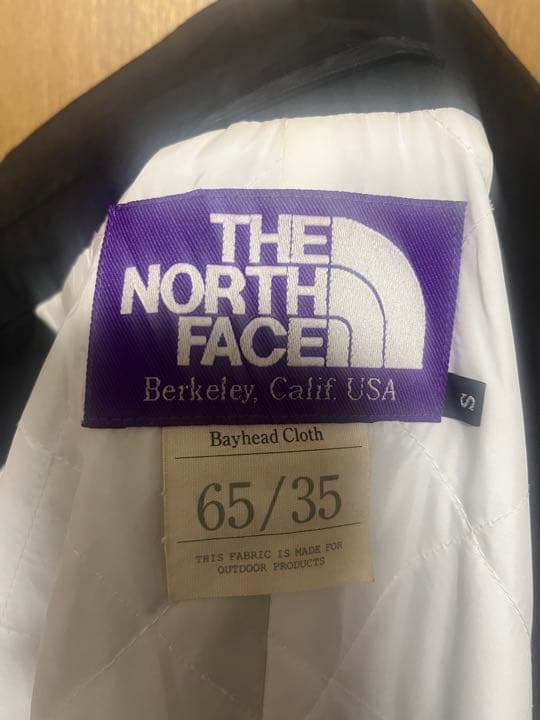 THE
NORTH
FACE
Berkeley, Calif. USA
S
Bayhead Cloth
65/35
THIS FABRIC IS MADE FOR
OUTDOOR PRODUCTS